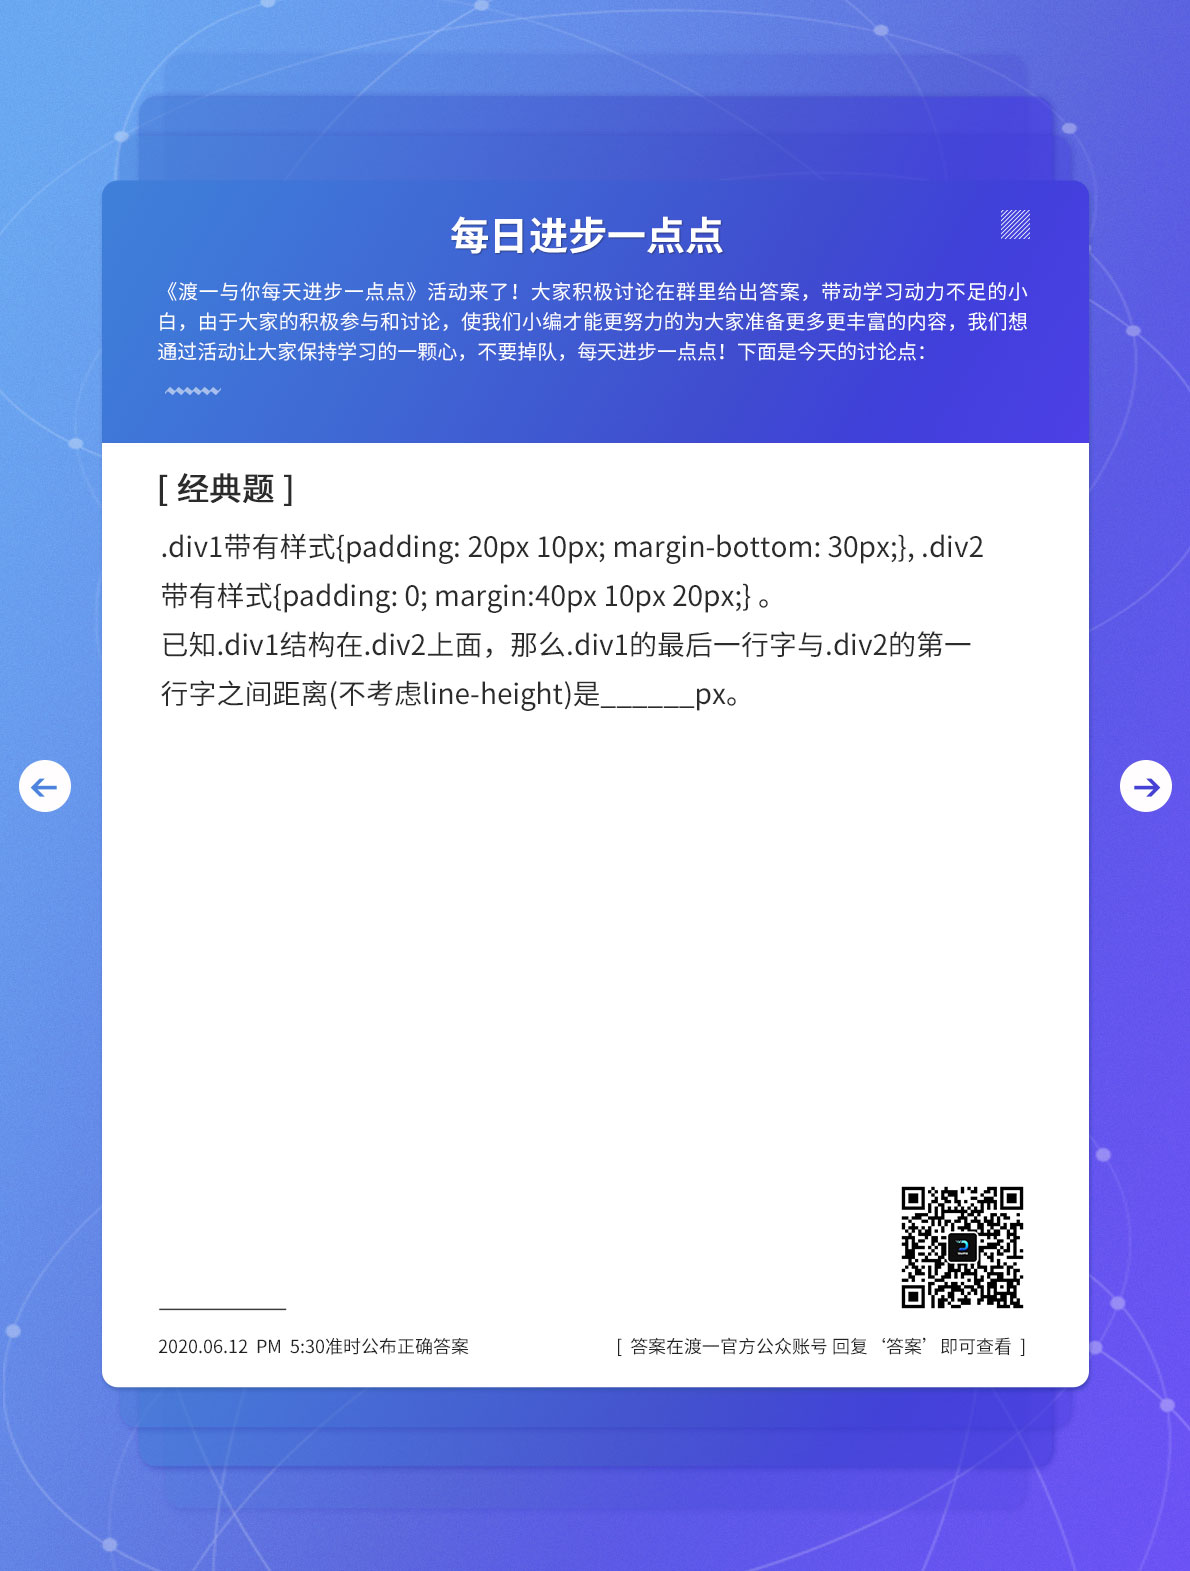 每日进步一点点
《渡一与你每天进步一点点》活动来了！大家积极讨论在群里给出答案，带动学习动力不足的小
白，由于大家的积极参与和讨论，使我们小编才能更努力的为大家准备更多更丰富的内容，我们想
通过活动让大家保持学习的一颗心，不要掉队，每天进步一点点！下面是今天的讨论点：
[ 经典题 ]
.div1带有样式{padding: 20px 10px; margin-bottom: 30px;}, .div2
带有样式{padding: 0; margin:40px 10px 20px;} 。
已知.div1结构在.div2上面，那么.div1的最后一行字与.div2的第一
行字之间距离(不考虑line-height)是______px。
2020.06.12 PM 5:30准时公布正确答案
[ 答案在渡一官方公众账号 回复 ‘答案’ 即可查看 ]